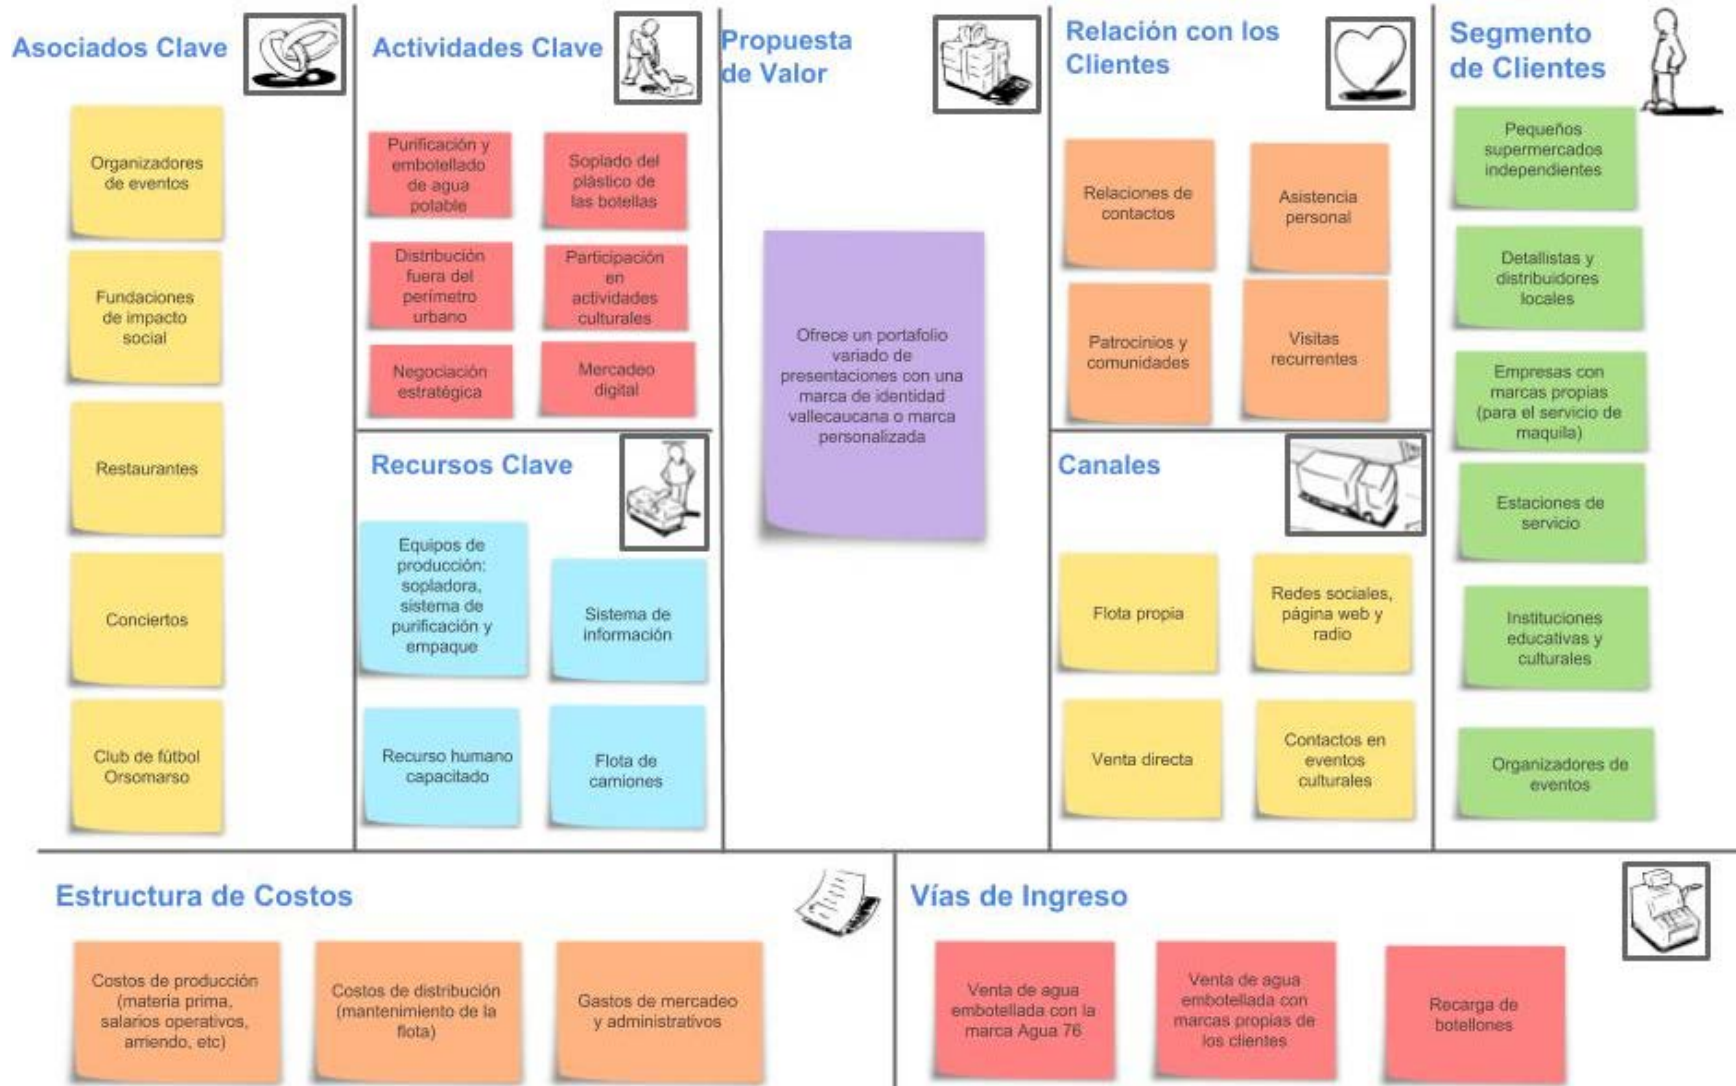 Asociados Clave
Organizadores
de eventos
Fundaciones
de impacto
social
Restaurantes
Conciertos
Club de fútbol
Orsomarso
Actividades Clave
Purificación y
embotellado
de agua
potable
Soplado del
plástico de
las botellas
Distribución
fuera del
perímetro
urbano
Participación
en
actividades
culturales
Negociación
estratégica
Mercadeo
digital
Recursos Clave
Equipos de
producción:
sopladora,
sistema de
purificación y
empaque
Sistema de
información
Recurso humano
capacitado
Flota de
camiones
Propuesta
de Valor
Ofrece un portafolio
variado de
presentaciones con una
marca de identidad
vallecaucana o marca
personalizada
Relación con los
Clientes
Relaciones de
contactos
Asistencia
personal
Patrocinios y
comunidades
Visitas
recurrentes
Canales
Flota propia
Redes sociales,
página web y
radio
Venta directa
Contactos en
eventos
culturales
Segmento
de Clientes
Pequeños
supermercados
independientes
Detallistas y
distribuidores
locales
Empresas con
marcas propias
(para el servicio de
maquila)
Estaciones de
servicio
Instituciones
educativas y
culturales
Organizadores de
eventos
Estructura de Costos
Costos de producción
(materia prima,
salarios operativos,
arriendo, etc)
Costos de distribución
(mantenimiento de la
flota)
Gastos de mercadeo
y administrativos
Vías de Ingreso
Venta de agua
embotellada con la
marca Agua 76
Venta de agua
embotellada con
marcas propias de
los clientes
Recarga de
botellones